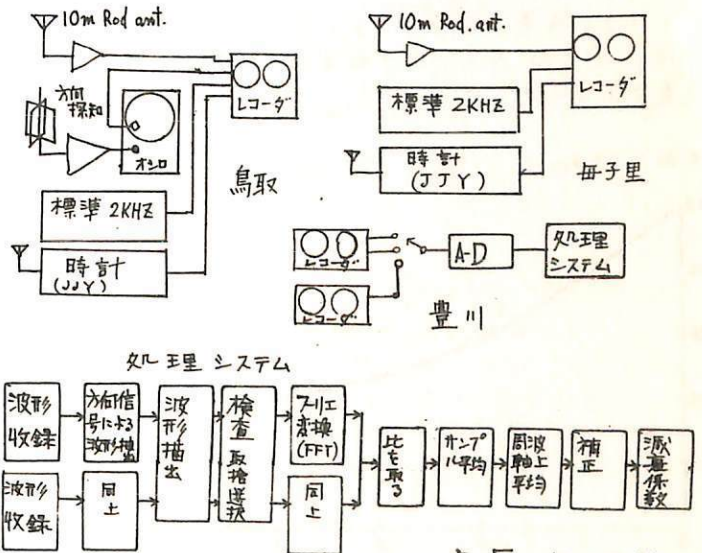 10m Rod ant.
レコーダ
方向
探知
オシロ
標準 2KHZ
時計
(JJY)
鳥取
10m Rod. ant.
レコーダ
標準 2KHZ
時計
(JJY)
母子里
レコーダ
レコーダ
A-D
処理
システム
豊川
処理システム
波形
収録
方向信
号による
波形抽出
波形抽出
検査 取捨選択
フーリエ
変換
(FFT)
比を取る
サンプ
ル平均
周波
軸上
平均
補正
減衰係数
波形
収録
同上
同上